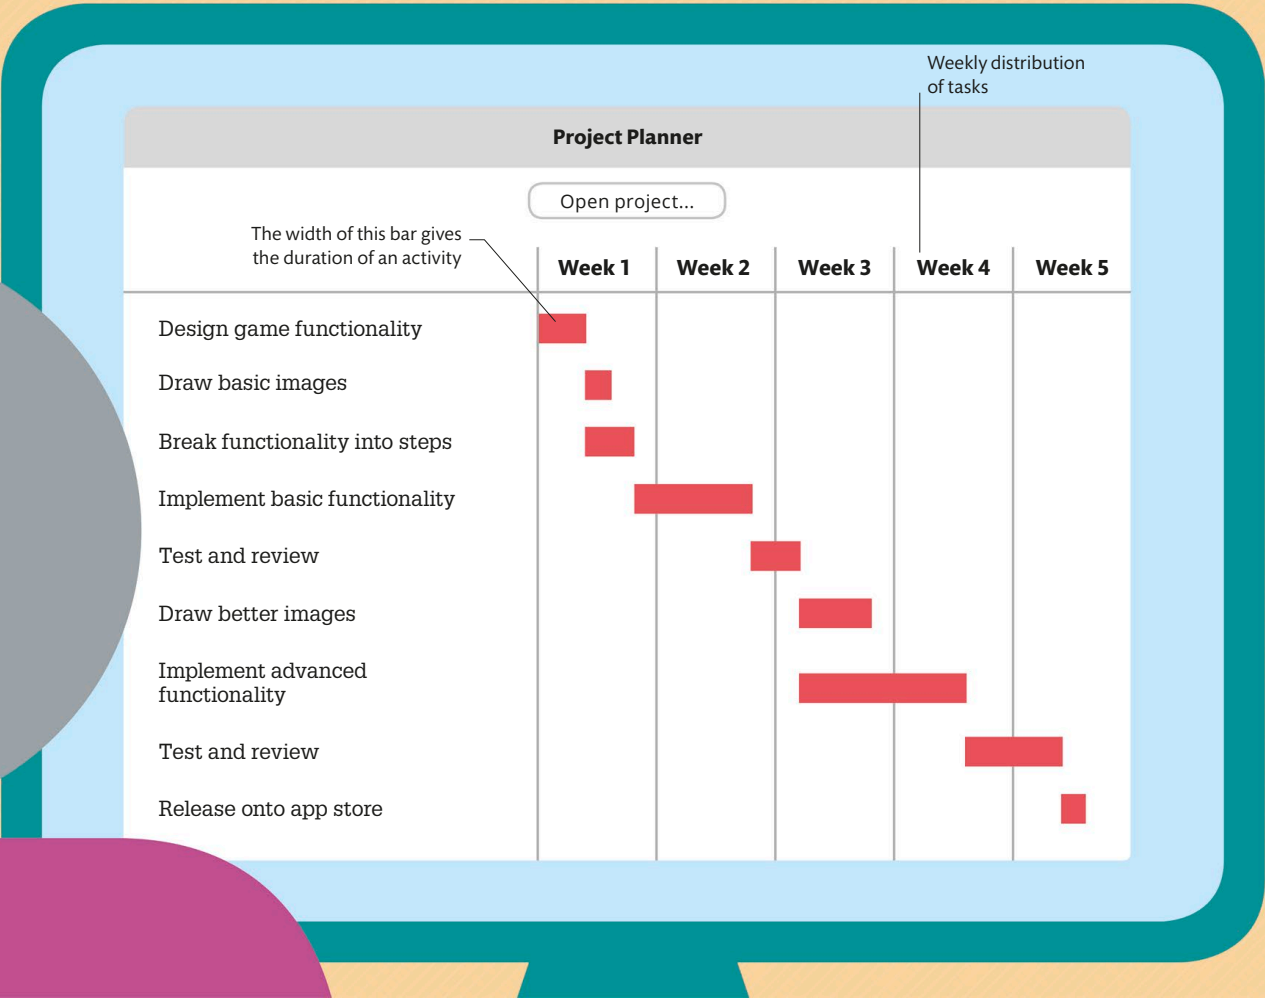 Weekly distribution
of tasks
Project Planner
Open project...
The width of this bar gives
the duration of an activity
Week 1
Week 2
Week 3
Week 4
Week 5
Design game functionality
Draw basic images
Break functionality into steps
Implement basic functionality
Test and review
Draw better images
Implement advanced
functionality
Test and review
Release onto app store